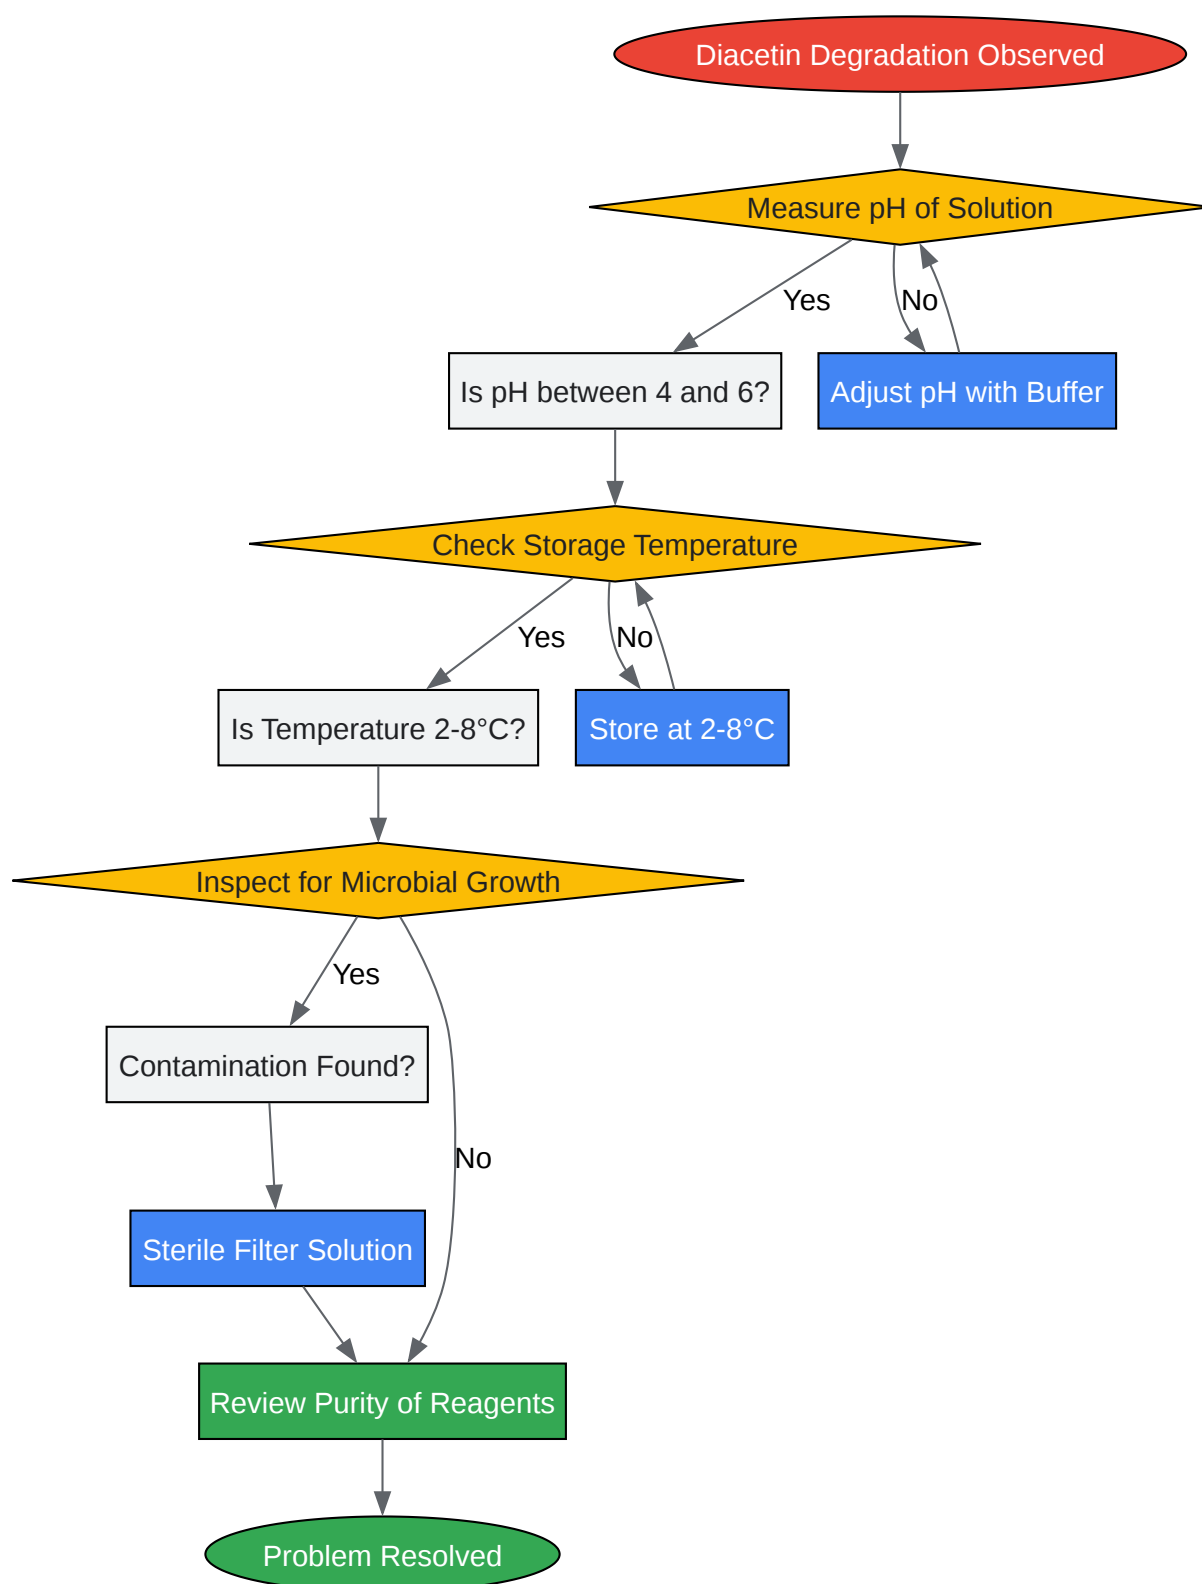 Diacetin Degradation Observed
Measure pH of Solution
Yes
No
Is pH between 4 and 6?
Adjust pH with Buffer
Check Storage Temperature
Yes
No
Is Temperature 2-8°C?
Store at 2-8°C
Inspect for Microbial Growth
Yes
Contamination Found?
No
Sterile Filter Solution
Review Purity of Reagents
Problem Resolved